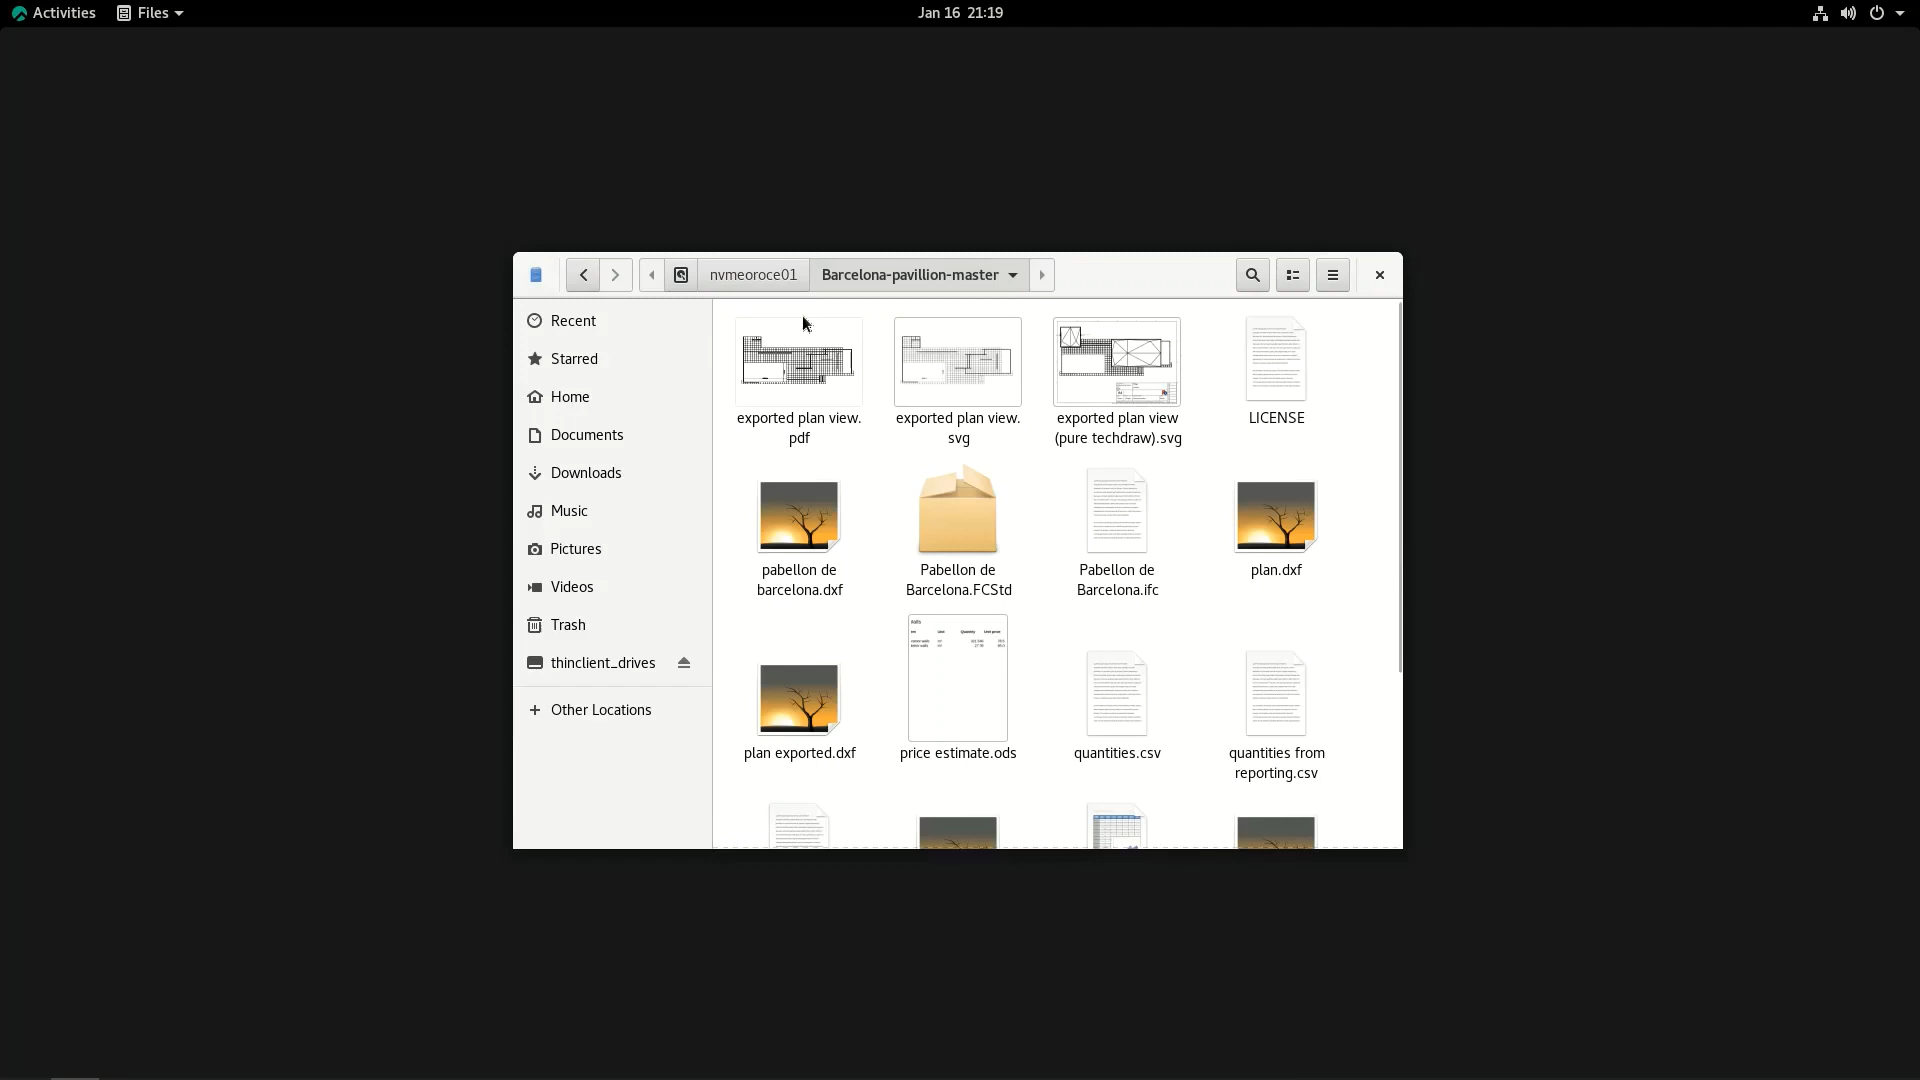 Activities
Files
Jan 16 21:19
nvmeoroce01
Barcelona-pavillion-master
Recent
Starred
Home
Documents
Downloads
Music
Pictures
Videos
Trash
thinclient_drives
Other Locations
exported plan view.
pdf
exported plan view.
svg
exported plan view
(pure techdraw).svg
LICENSE
pabellon de
barcelona.dxf
Pabellon de
Barcelona.FCStd
Pabellon de
Barcelona.ifc
plan.dxf
plan exported.dxf
price estimate.ods
quantities.csv
quantities from
reporting.csv